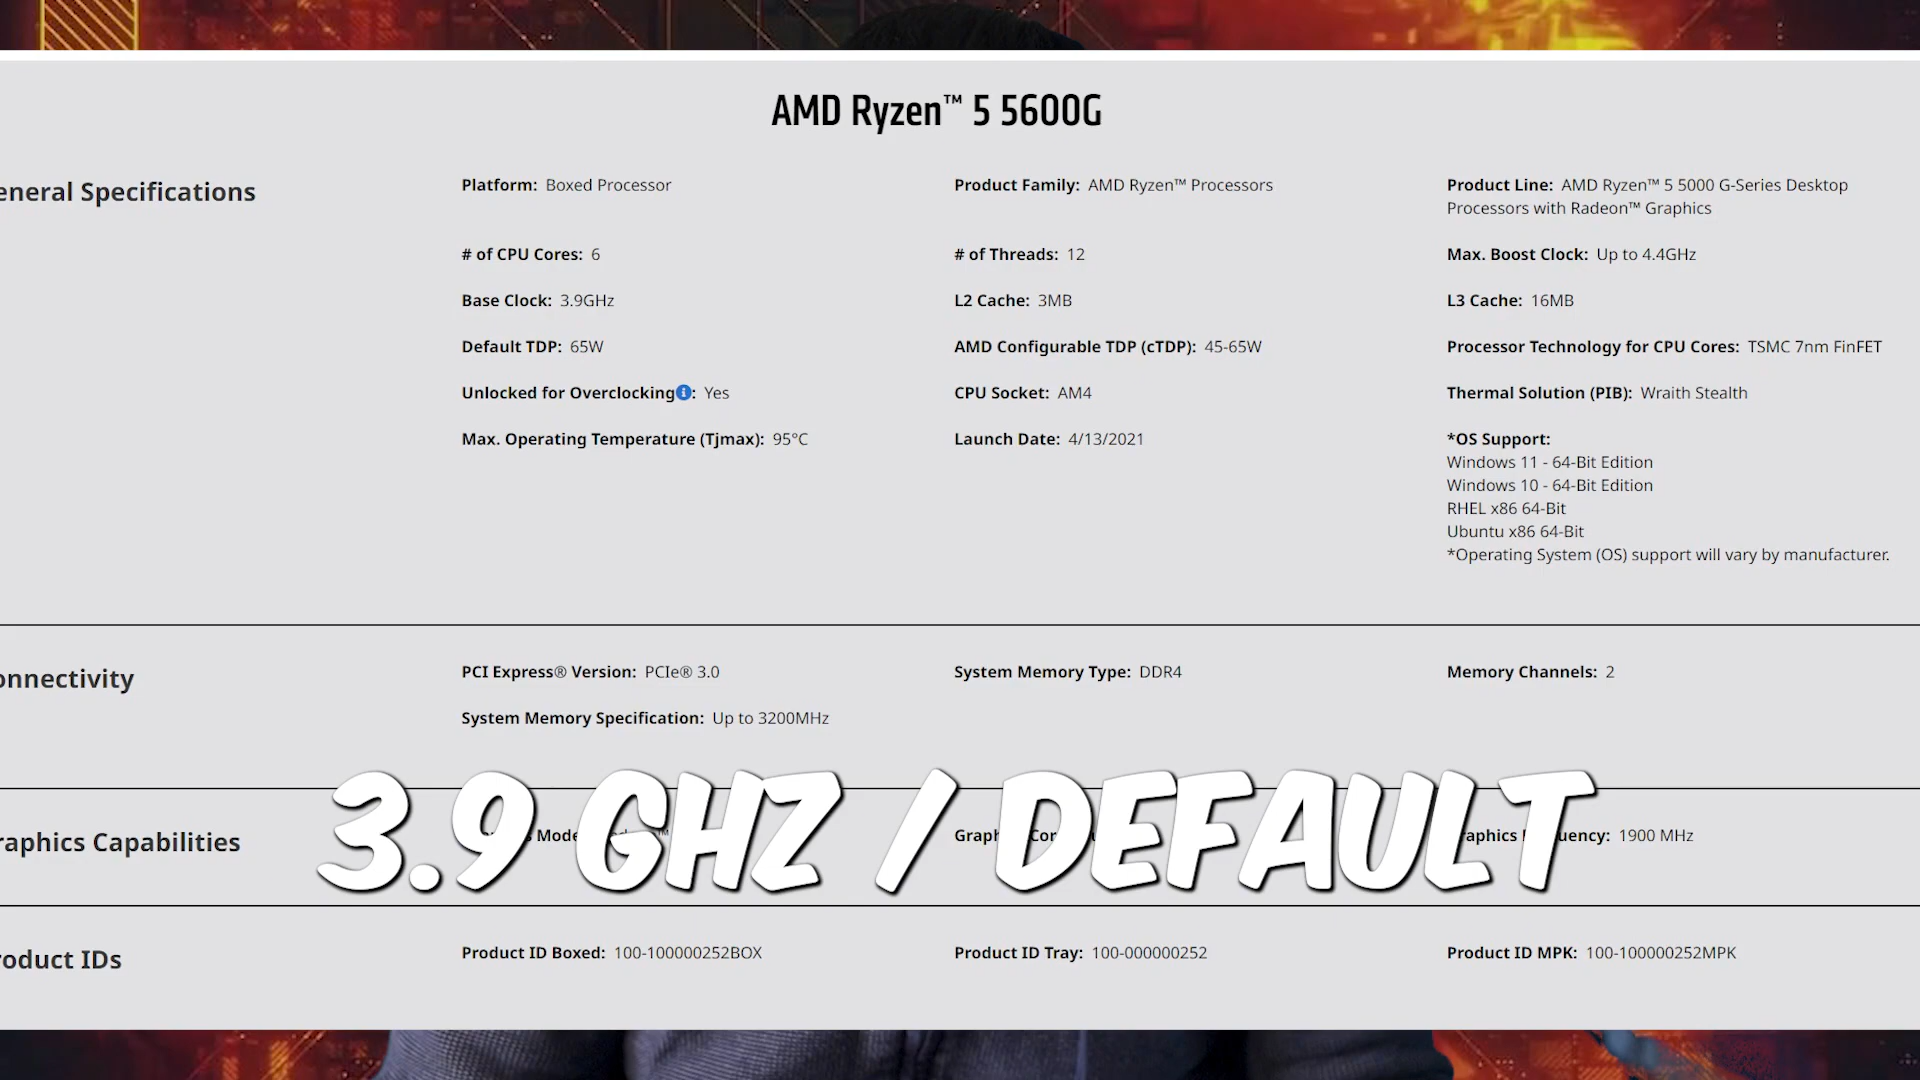 AMD Ryzen™ 5 5600G
eneral Specifications
Platform: Boxed Processor
Product Family: AMD Ryzen™ Processors
Product Line: AMD Ryzen™ 5 5000 G-Series Desktop
Processors with Radeon™ Graphics
# of CPU Cores: 6
# of Threads: 12
Max. Boost Clock: Up to 4.4GHz
Base Clock: 3.9GHz
L2 Cache: 3MB
L3 Cache: 16MB
Default TDP: 65W
AMD Configurable TDP (cTDP): 45-65W
Processor Technology for CPU Cores: TSMC 7nm FinFET
Unlocked for Overclocking: Yes
CPU Socket: AM4
Thermal Solution (PIB): Wraith Stealth
Max. Operating Temperature (Tjmax): 95°C
Launch Date: 4/13/2021
*OS Support:
Windows 11 - 64-Bit Edition
Windows 10 - 64-Bit Edition
RHEL x86 64-Bit
Ubuntu x86 64-Bit
*Operating System (OS) support will vary by manufacturer.
onnectivity
PCI Express® Version: PCIe® 3.0
System Memory Type: DDR4
Memory Channels: 2
System Memory Specification: Up to 3200MHz
raphics Capabilities
1900 MHz
3.9 GHZ / DEFAULT
roduct IDs
Product ID Boxed: 100-100000252BOX
Product ID Tray: 100-000000252
Product ID MPK: 100-100000252MPK